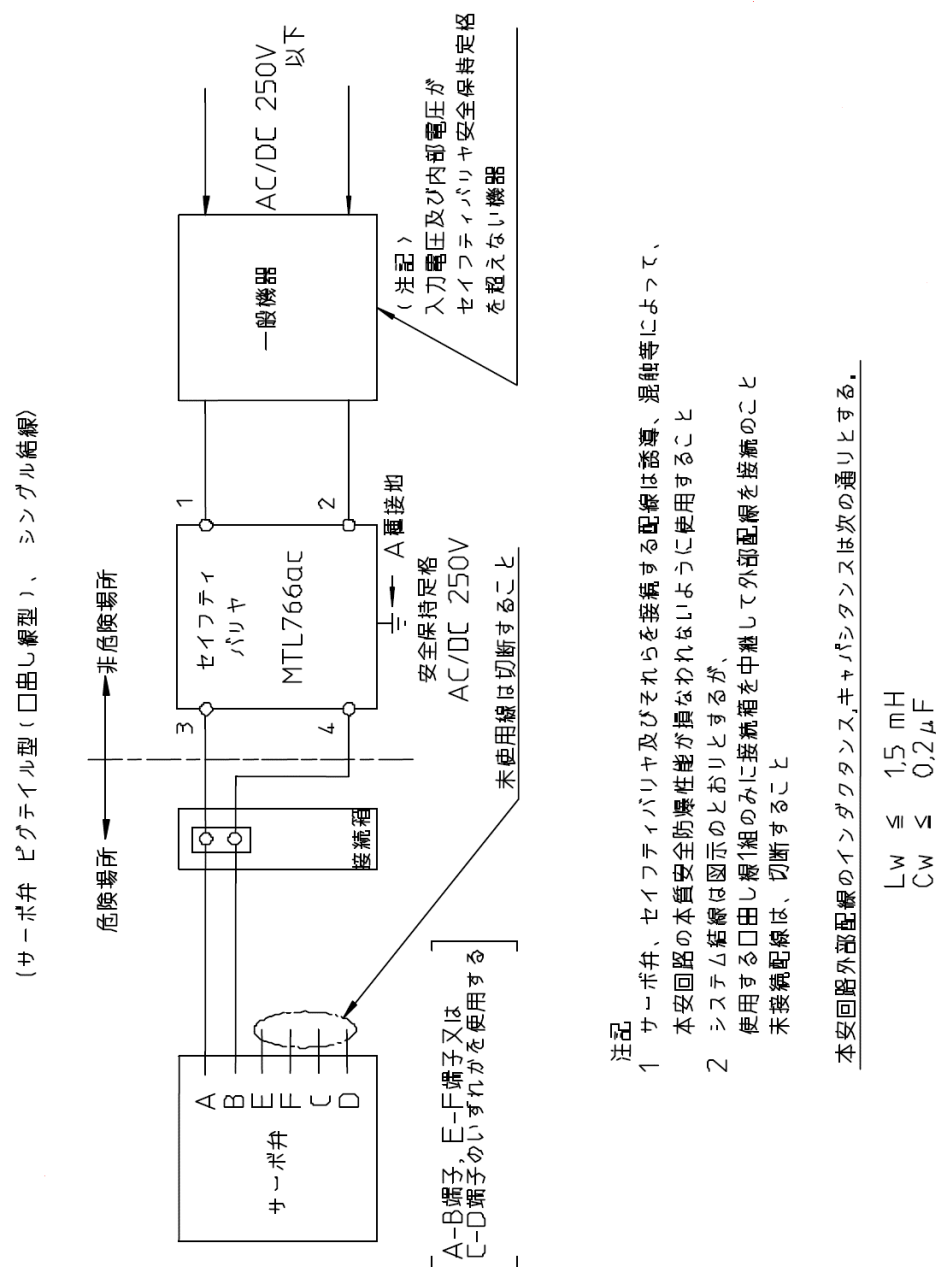 (サーボ弁 ピグテイル型(口出し線型)、 シングル結線)
危険場所
非危険場所
サーボ弁
A
B
E
F
C
D
接続箱
3
4
セイフティ
バリヤ
MTL766ac
1
2
A種接地
安全保持定格
AC/DC 250V
一般機器
AC/DC 250V
以下
(注記)
入力電圧及び内部電圧が
セイフティバリヤ安全保持定格
を超えない機器
未使用線は切断すること
A-B端子, E-F端子又は
C-D端子のいずれかを使用する
注記
1 サーボ弁、セイフティバリヤ及びそれらを接続する配線は誘導、混触等によって、
本安回路の本質安全防爆性能が損なわれないように使用すること
2 システム結線は図示のとおりとするが、
使用する口出し線1組のみに接続箱を中継して外部配線を接続のこと
未接続配線は、切断すること
本安回路外部配線のインダクタンス,キャパシタンスは次の通りとする.
Lw ≦ 1,5 mH
Cw ≦ 0,2μF